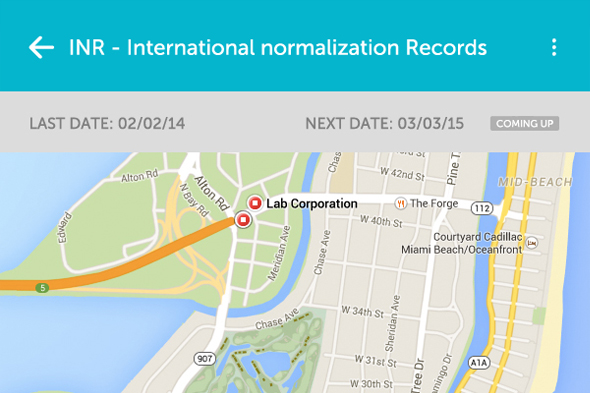 INR - International normalization Records
LAST DATE: 02/02/14
NEXT DATE: 03/03/15
COMING UP
Alton Rd
N Bay Rd
Alton Rd
Edward
Lab Corporation
Meridian Ave
Chase
Chase Ave
W 42nd St
The Forge
W 40th St
112
Pine T
MID-BEACH
Courtyard Cadillac
Miami Beach/Oceanfront
5
Chase Ave
W 34th St
Sheridan Ave
907
W 31st St
W 30th St
Tree Dr
A1A